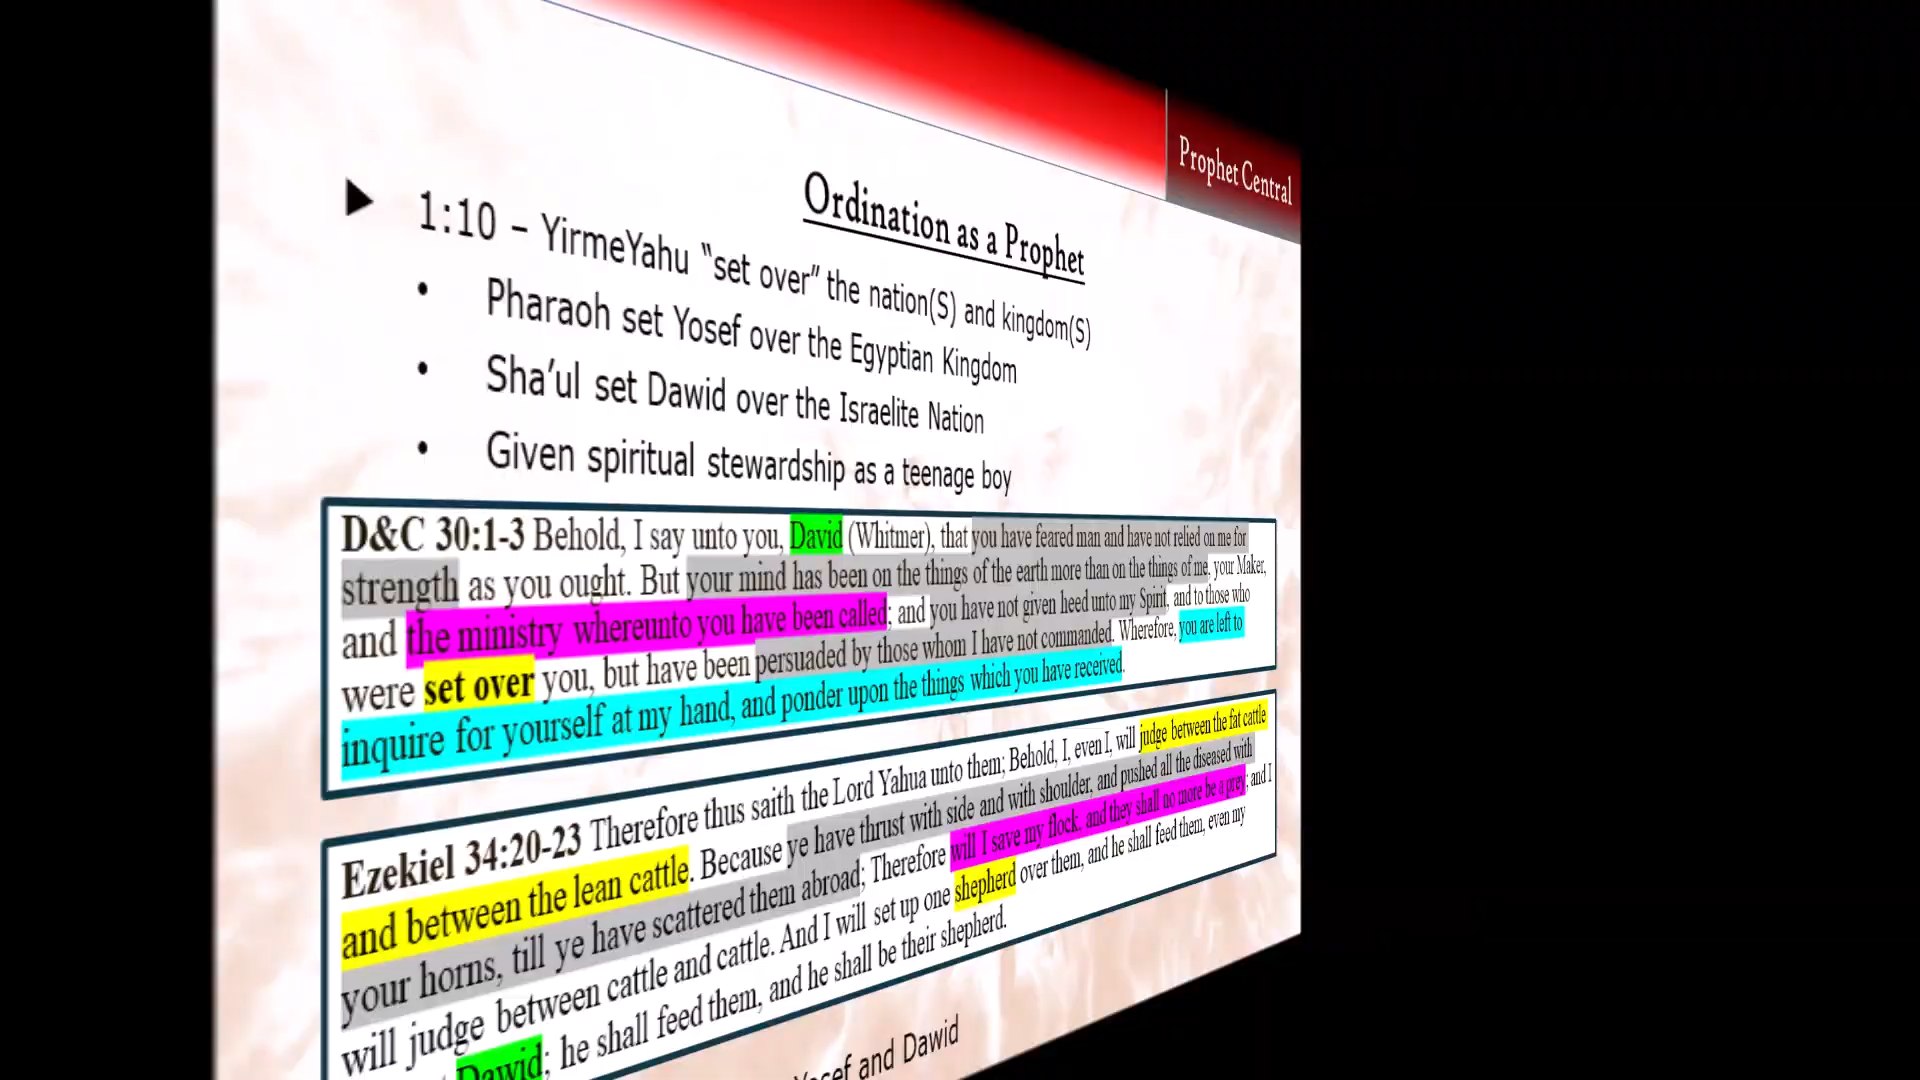 Prophet Central
Ordination as a Prophet
1:10 – YirmeYahu “set over” the nation(S) and kingdom(S)
• Pharaoh set Yosef over the Egyptian Kingdom
• Sha’ul set Dawid over the Israelite Nation
• Given spiritual stewardship as a teenage boy
D&C 30:1-3 Behold, I say unto you, David (Whitmer), that you have feared man and have not relied on me for
strength as you ought. But your mind has been on the things of the earth more than on the things of me, your Maker,
and the ministry whereunto you have been called; and you have not given heed unto my Spirit, and to those who
were set over you, but have been persuaded by those whom I have not commanded. Wherefore, you are left to
inquire for yourself at my hand, and ponder upon the things which you have received.
Ezekiel 34:20-23 Therefore thus saith the Lord Yahua unto them; Behold, I, even I, will judge between the fat cattle
and between the lean cattle. Because ye have thrust with side and with shoulder, and pushed all the diseased with
your horns, till ye have scattered them abroad; Therefore will I save my flock, and they shall no more be a prey; and I
will judge between cattle and cattle. And I will set up one shepherd over them, and he shall feed them, even my
Dawid; he shall feed them, and he shall be their shepherd.
Yosef and Dawid